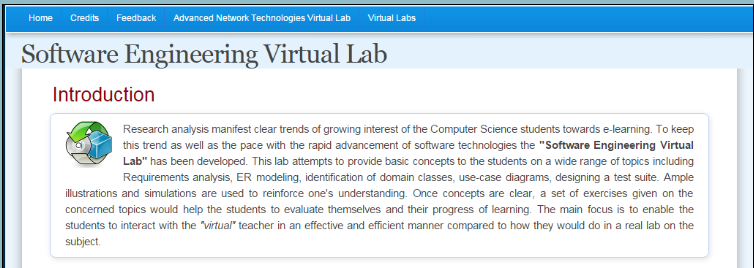 Home Credits Feedback Advanced Network Technologies Virtual Lab Virtual Labs
Software Engineering Virtual Lab
Introduction
Research analysis manifest clear trends of growing interest of the Computer Science students towards e-learning. To keep
this trend as well as the pace with the rapid advancement of software technologies the "Software Engineering Virtual
Lab" has been developed. This lab attempts to provide basic concepts to the students on a wide range of topics including
Requirements analysis, ER modeling, identification of domain classes, use-case diagrams, designing a test suite. Ample
illustrations and simulations are used to reinforce one's understanding. Once concepts are clear, a set of exercises given on the
concerned topics would help the students to evaluate themselves and their progress of learning. The main focus is to enable the
students to interact with the "virtual" teacher in an effective and efficient manner compared to how they would do in a real lab on the
subject.